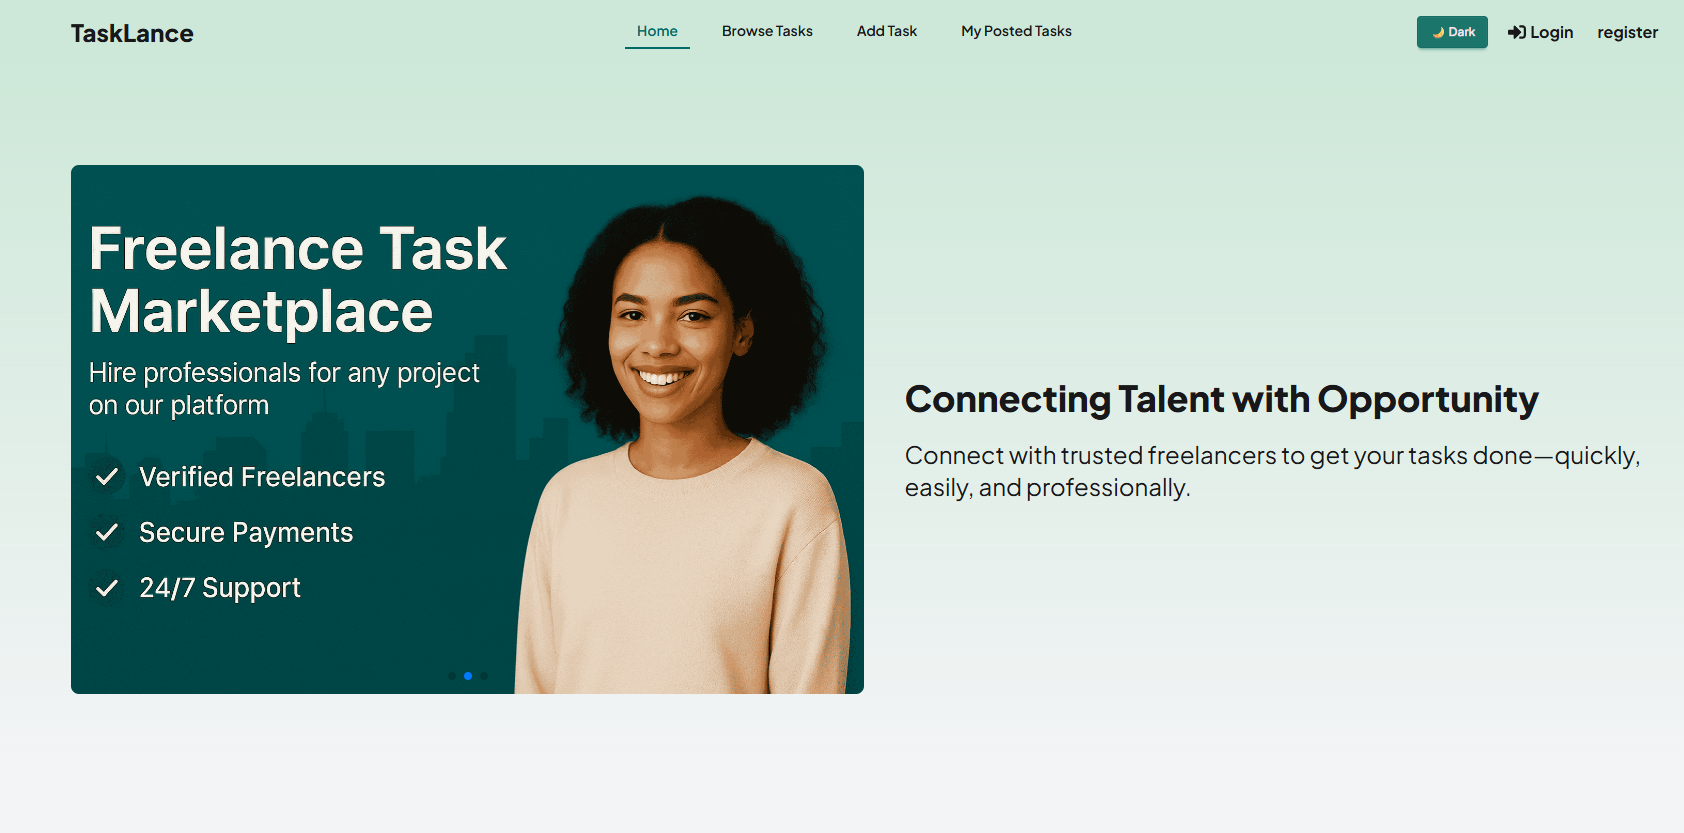 TaskLance
Home
Browse Tasks
Add Task
My Posted Tasks
🌙 Dark
Login
register
Freelance Task
Marketplace
Hire professionals for any project
on our platform
Verified Freelancers
Secure Payments
24/7 Support
Connecting Talent with Opportunity
Connect with trusted freelancers to get your tasks done—quickly,
easily, and professionally.